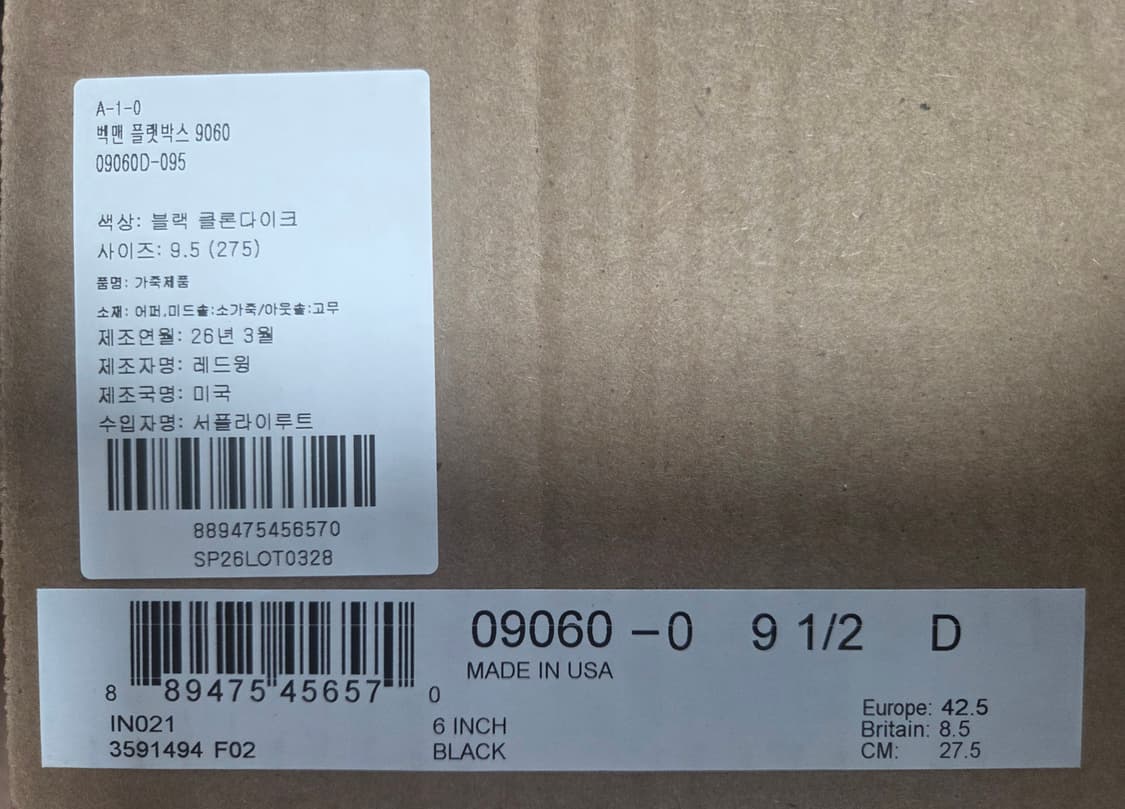 A-1-0
벡맨 플랫박스 9060
09060D-095
색상: 블랙 클론다이크
사이즈: 9.5 (275)
품명: 가죽제품
소재: 어퍼,미드솔:소가죽/아웃솔:고무
제조연월: 26년 3월
제조자명: 레드윙
제조국명: 미국
수입자명: 서플라이루트
889475456570
SP26LOT0328
09060 – 0 9 1/2 D
MADE IN USA
8 89475 45657 0
IN021
3591494 F02
6 INCH
BLACK
Europe: 42.5
Britain: 8.5
CM: 27.5